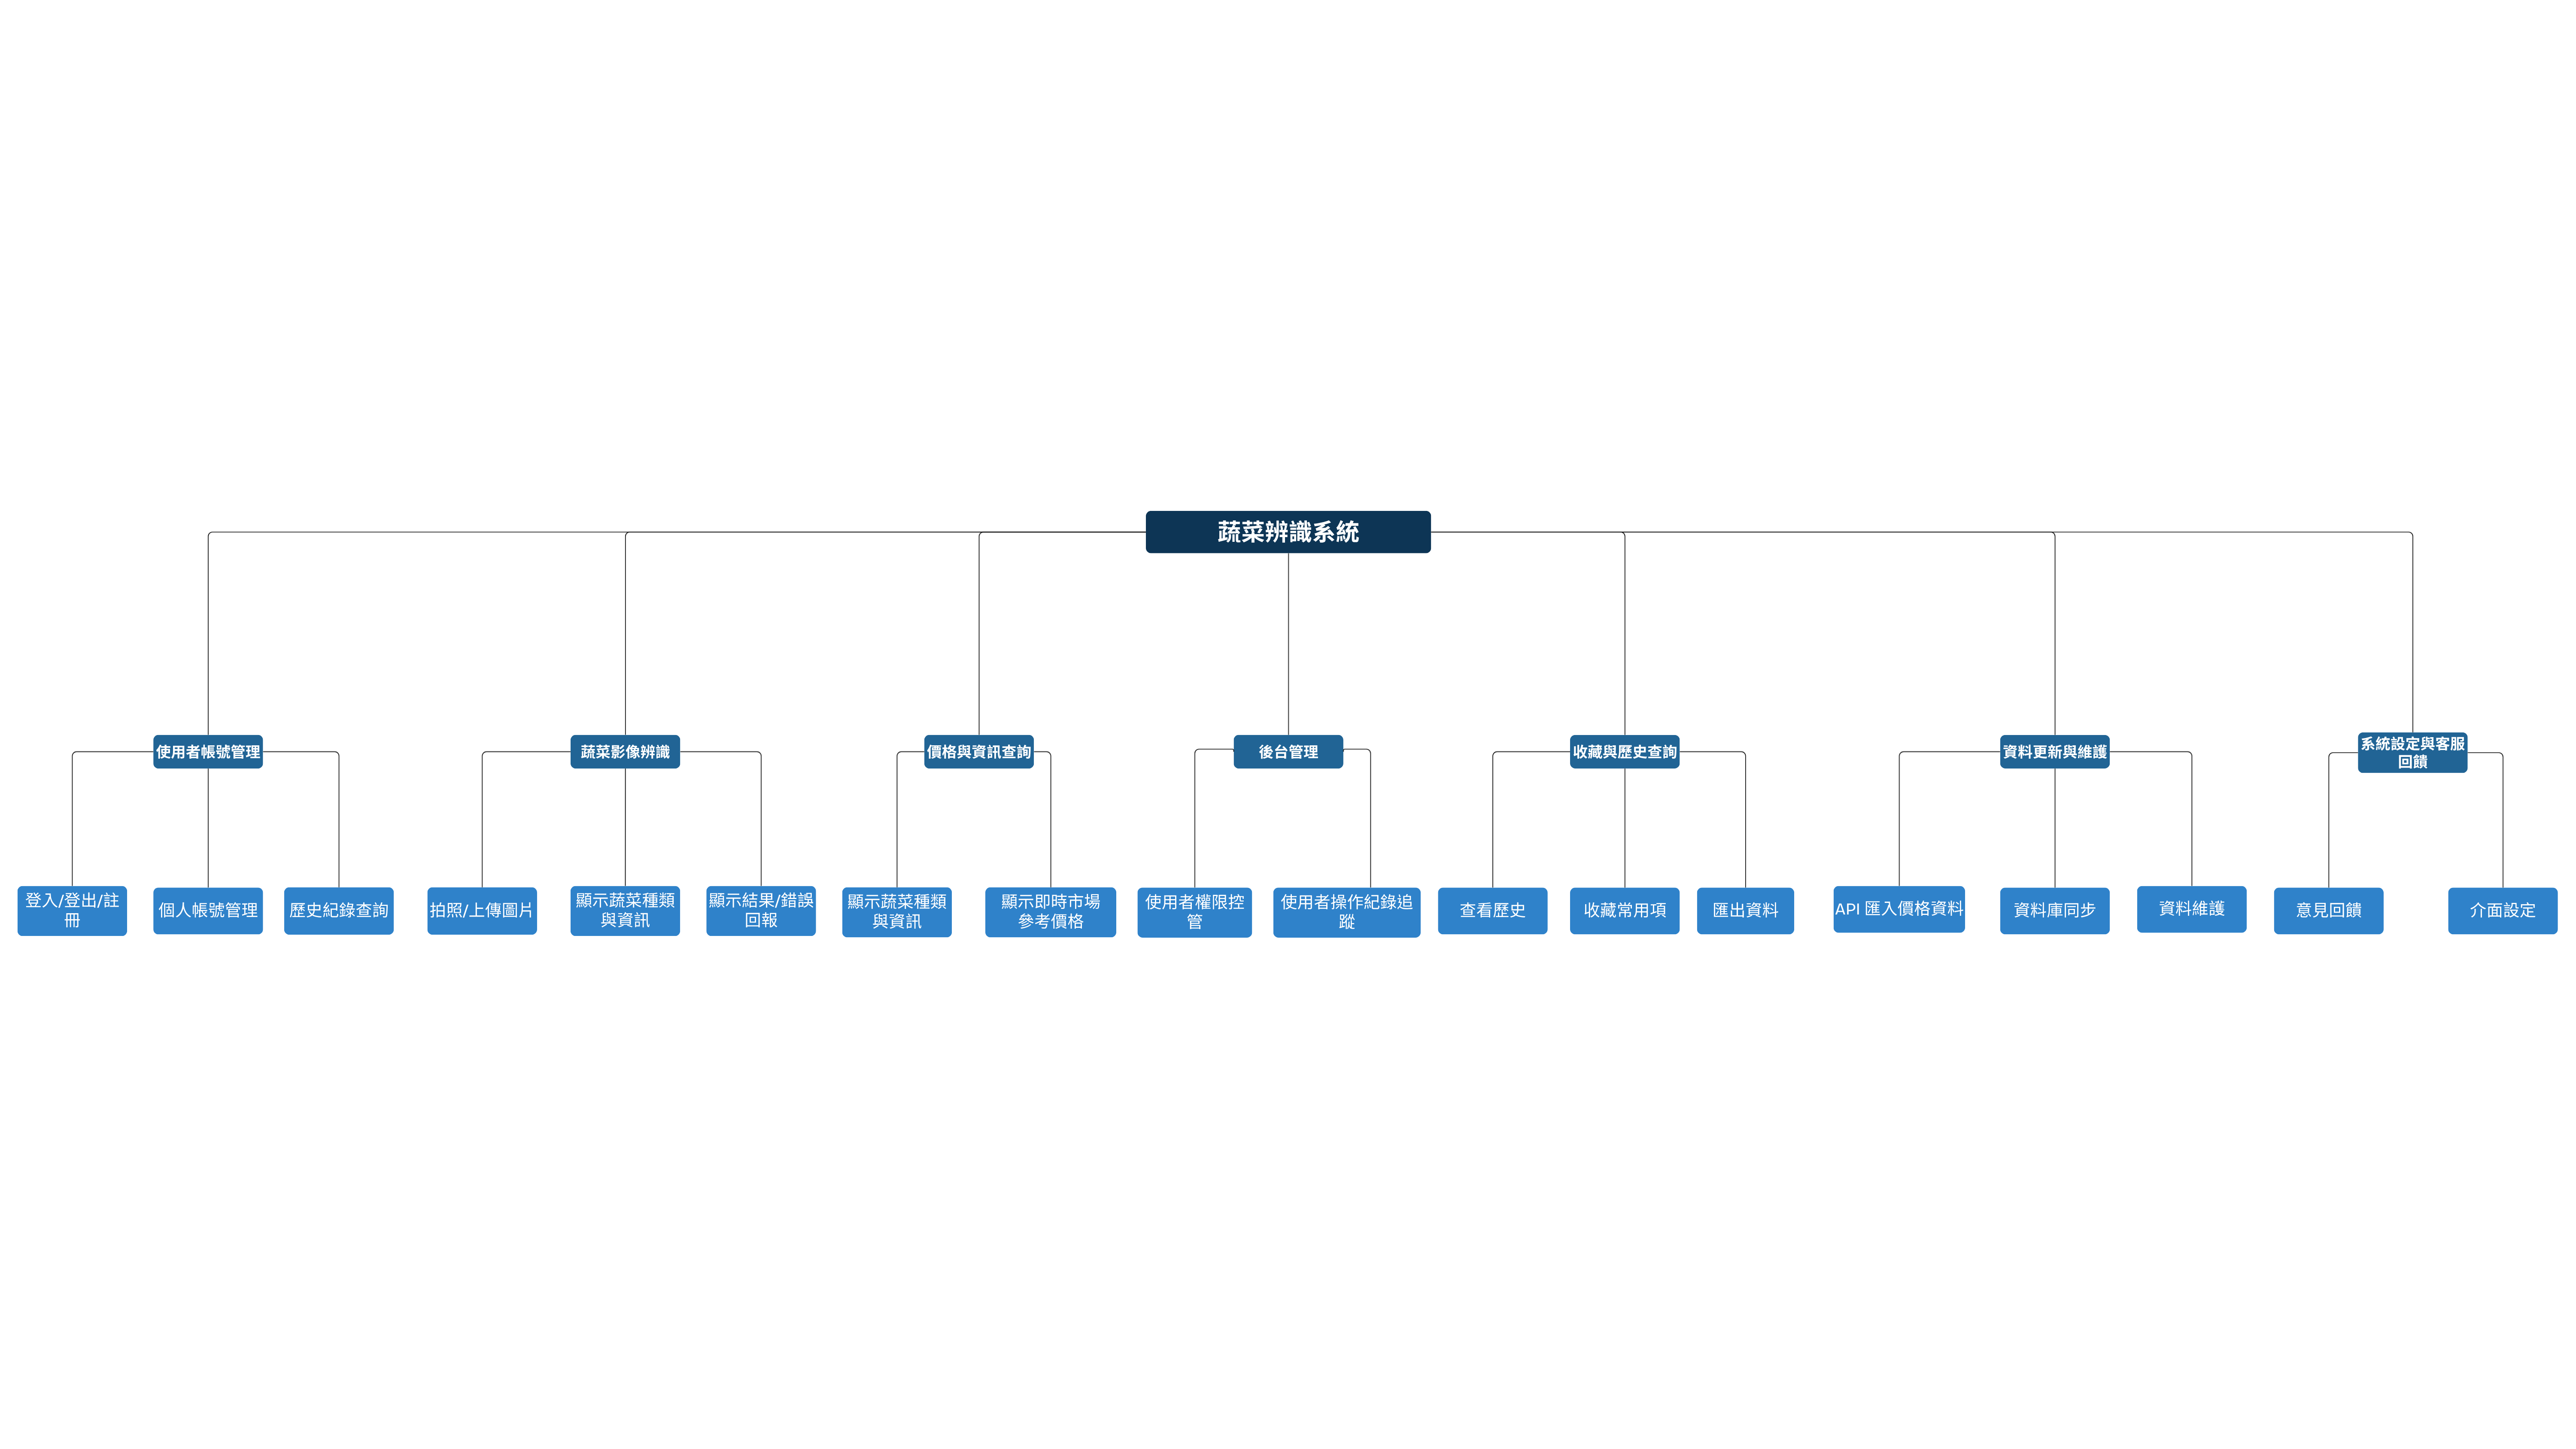 蔬菜辨識系統
使用者帳號管理
蔬菜影像辨識
價格與資訊查詢
後台管理
收藏與歷史查詢
資料更新與維護
系統設定與客服
回饋
登入/登出/註
冊
個人帳號管理
歷史紀錄查詢
拍照/上傳圖片
顯示蔬菜種類
與資訊
顯示結果/錯誤
回報
顯示蔬菜種類
與資訊
顯示即時市場
參考價格
使用者權限控
管
使用者操作紀錄追
蹤
查看歷史
收藏常用項
匯出資料
API 匯入價格資料
資料庫同步
資料維護
意見回饋
介面設定